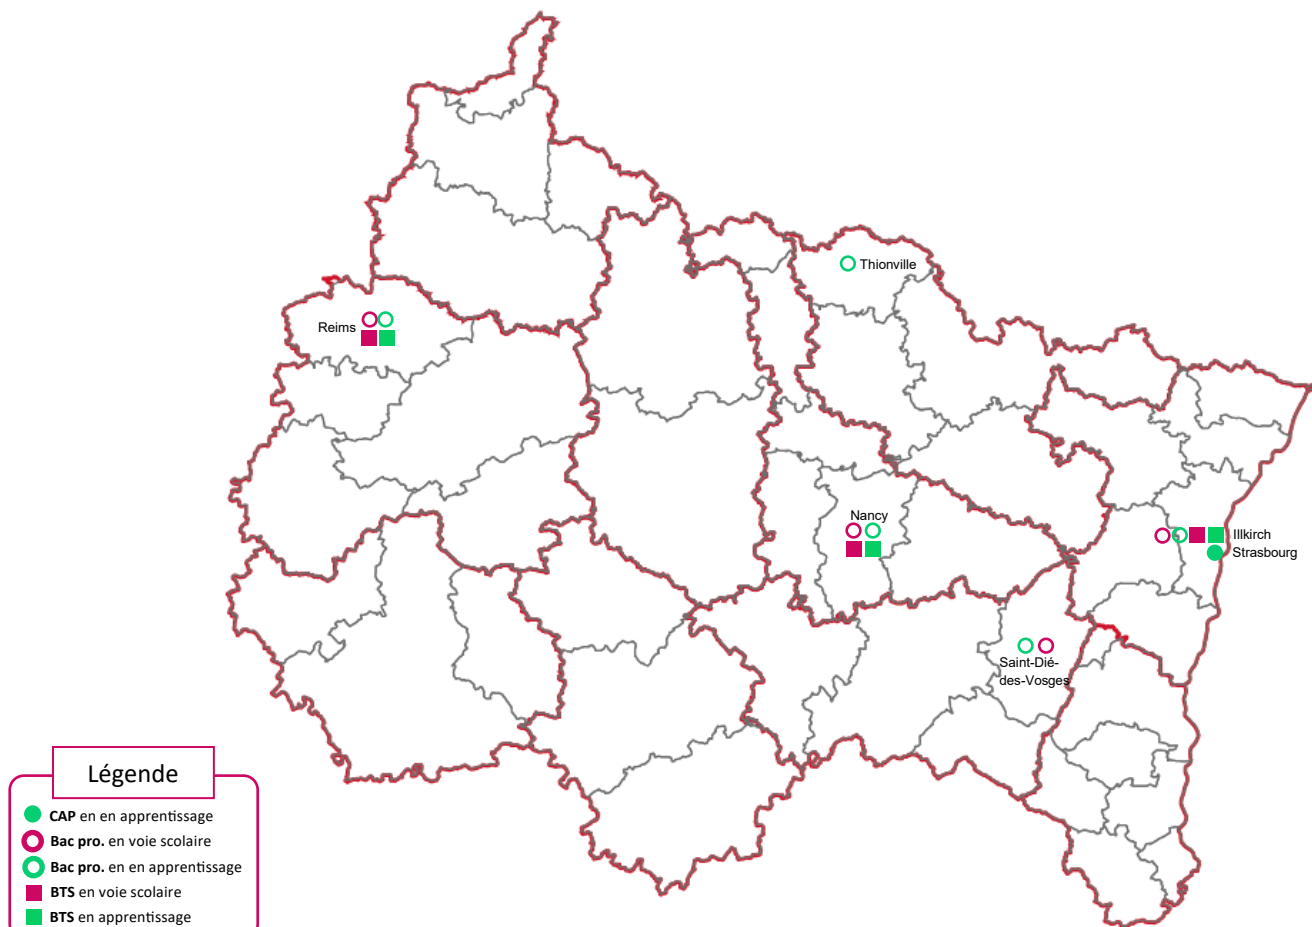 Thionville
Reims
Nancy
Illkirch
Strasbourg
Saint-Dié-
des-Vosges
Légende
CAP en en apprentissage
Bac pro. en voie scolaire
Bac pro. en en apprentissage
BTS en voie scolaire
BTS en apprentissage